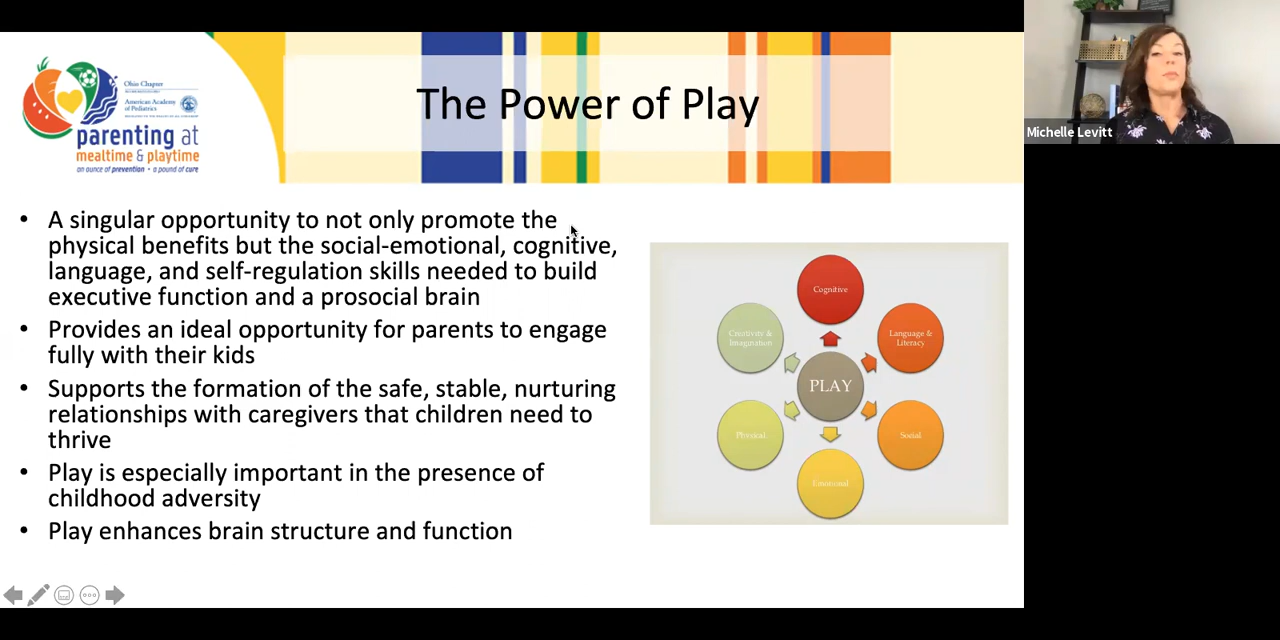 Ohio Chapter
American Academy
of Pediatrics
parenting at
mealtime & playtime
an ounce of prevention • a pound of cure
The Power of Play
Michelle Levitt
• A singular opportunity to not only promote the
physical benefits but the social-emotional, cognitive,
language, and self-regulation skills needed to build
executive function and a prosocial brain
• Provides an ideal opportunity for parents to engage
fully with their kids
• Supports the formation of the safe, stable, nurturing
relationships with caregivers that children need to
thrive
• Play is especially important in the presence of
childhood adversity
• Play enhances brain structure and function
Cognitive
Language &
Literacy
Social
Emotional
Physical
Creativity &
Imagination
PLAY